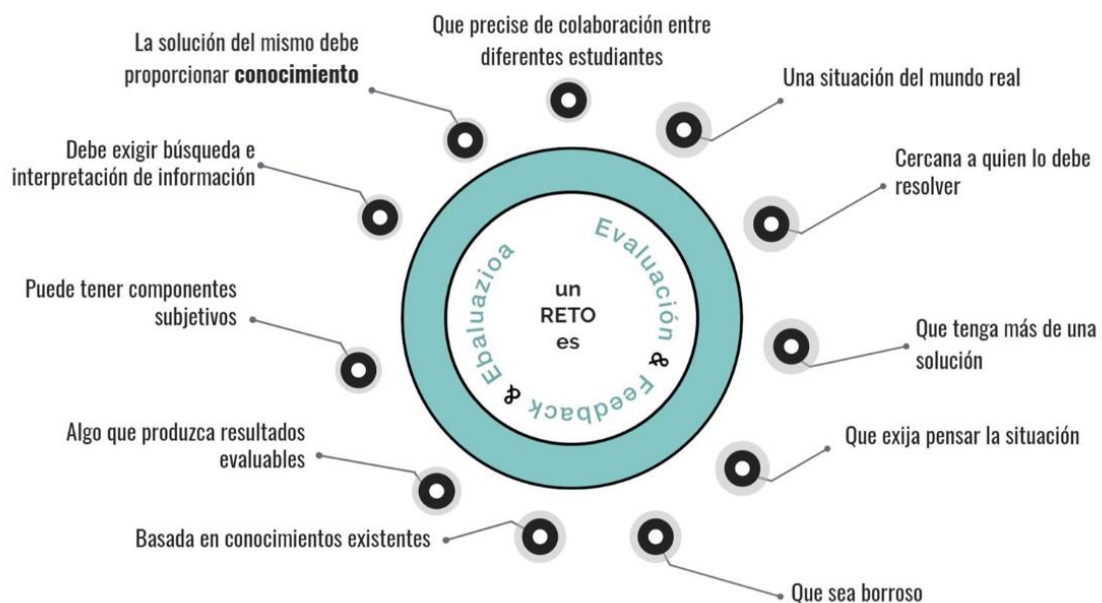 Que precise de colaboración entre
diferentes estudiantes
Una situación del mundo real
Cercana a quien lo debe
resolver
Que tenga más de una
solución
Que exija pensar la situación
Que sea borroso
Basada en conocimientos existentes
Algo que produzca resultados
evaluables
Puede tener componentes
subjetivos
Debe exigir búsqueda e
interpretación de información
La solución del mismo debe
proporcionar conocimiento
Evaluación & Feedback & Ebaluazioa
un
RETO
es